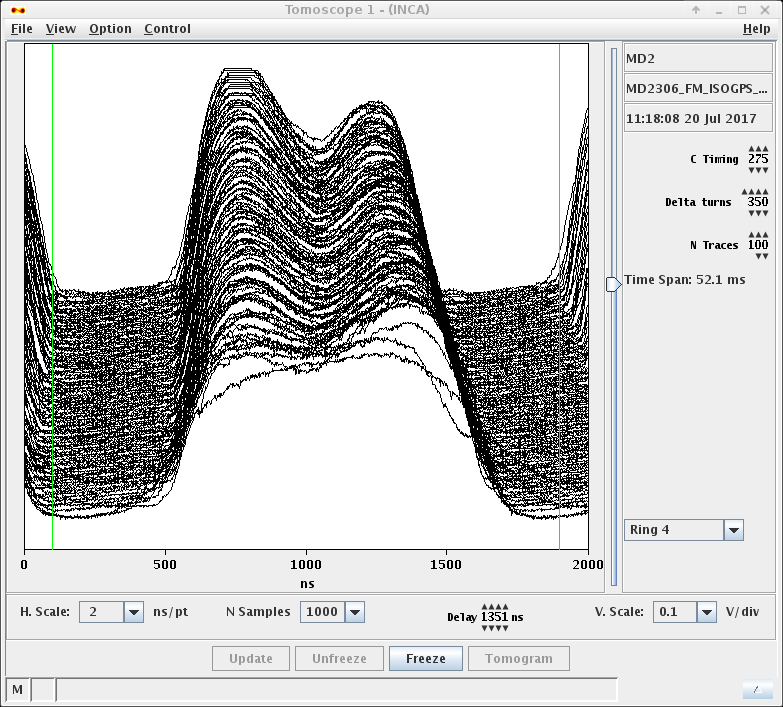 Tomoscope 1 - (INCA)
File View Option Control Help
MD2
MD2306_FM_ISOGPS_...
11:18:08 20 Jul 2017
C Timing 275
Delta turns 350
N Traces 100
Time Span: 52.1 ms
Ring 4
0 500 1000 1500 2000
ns
H. Scale: 2 ns/pt N Samples 1000 Delay 1351 ns V. Scale: 0.1 V/div
Update Unfreeze Freeze Tomogram
M